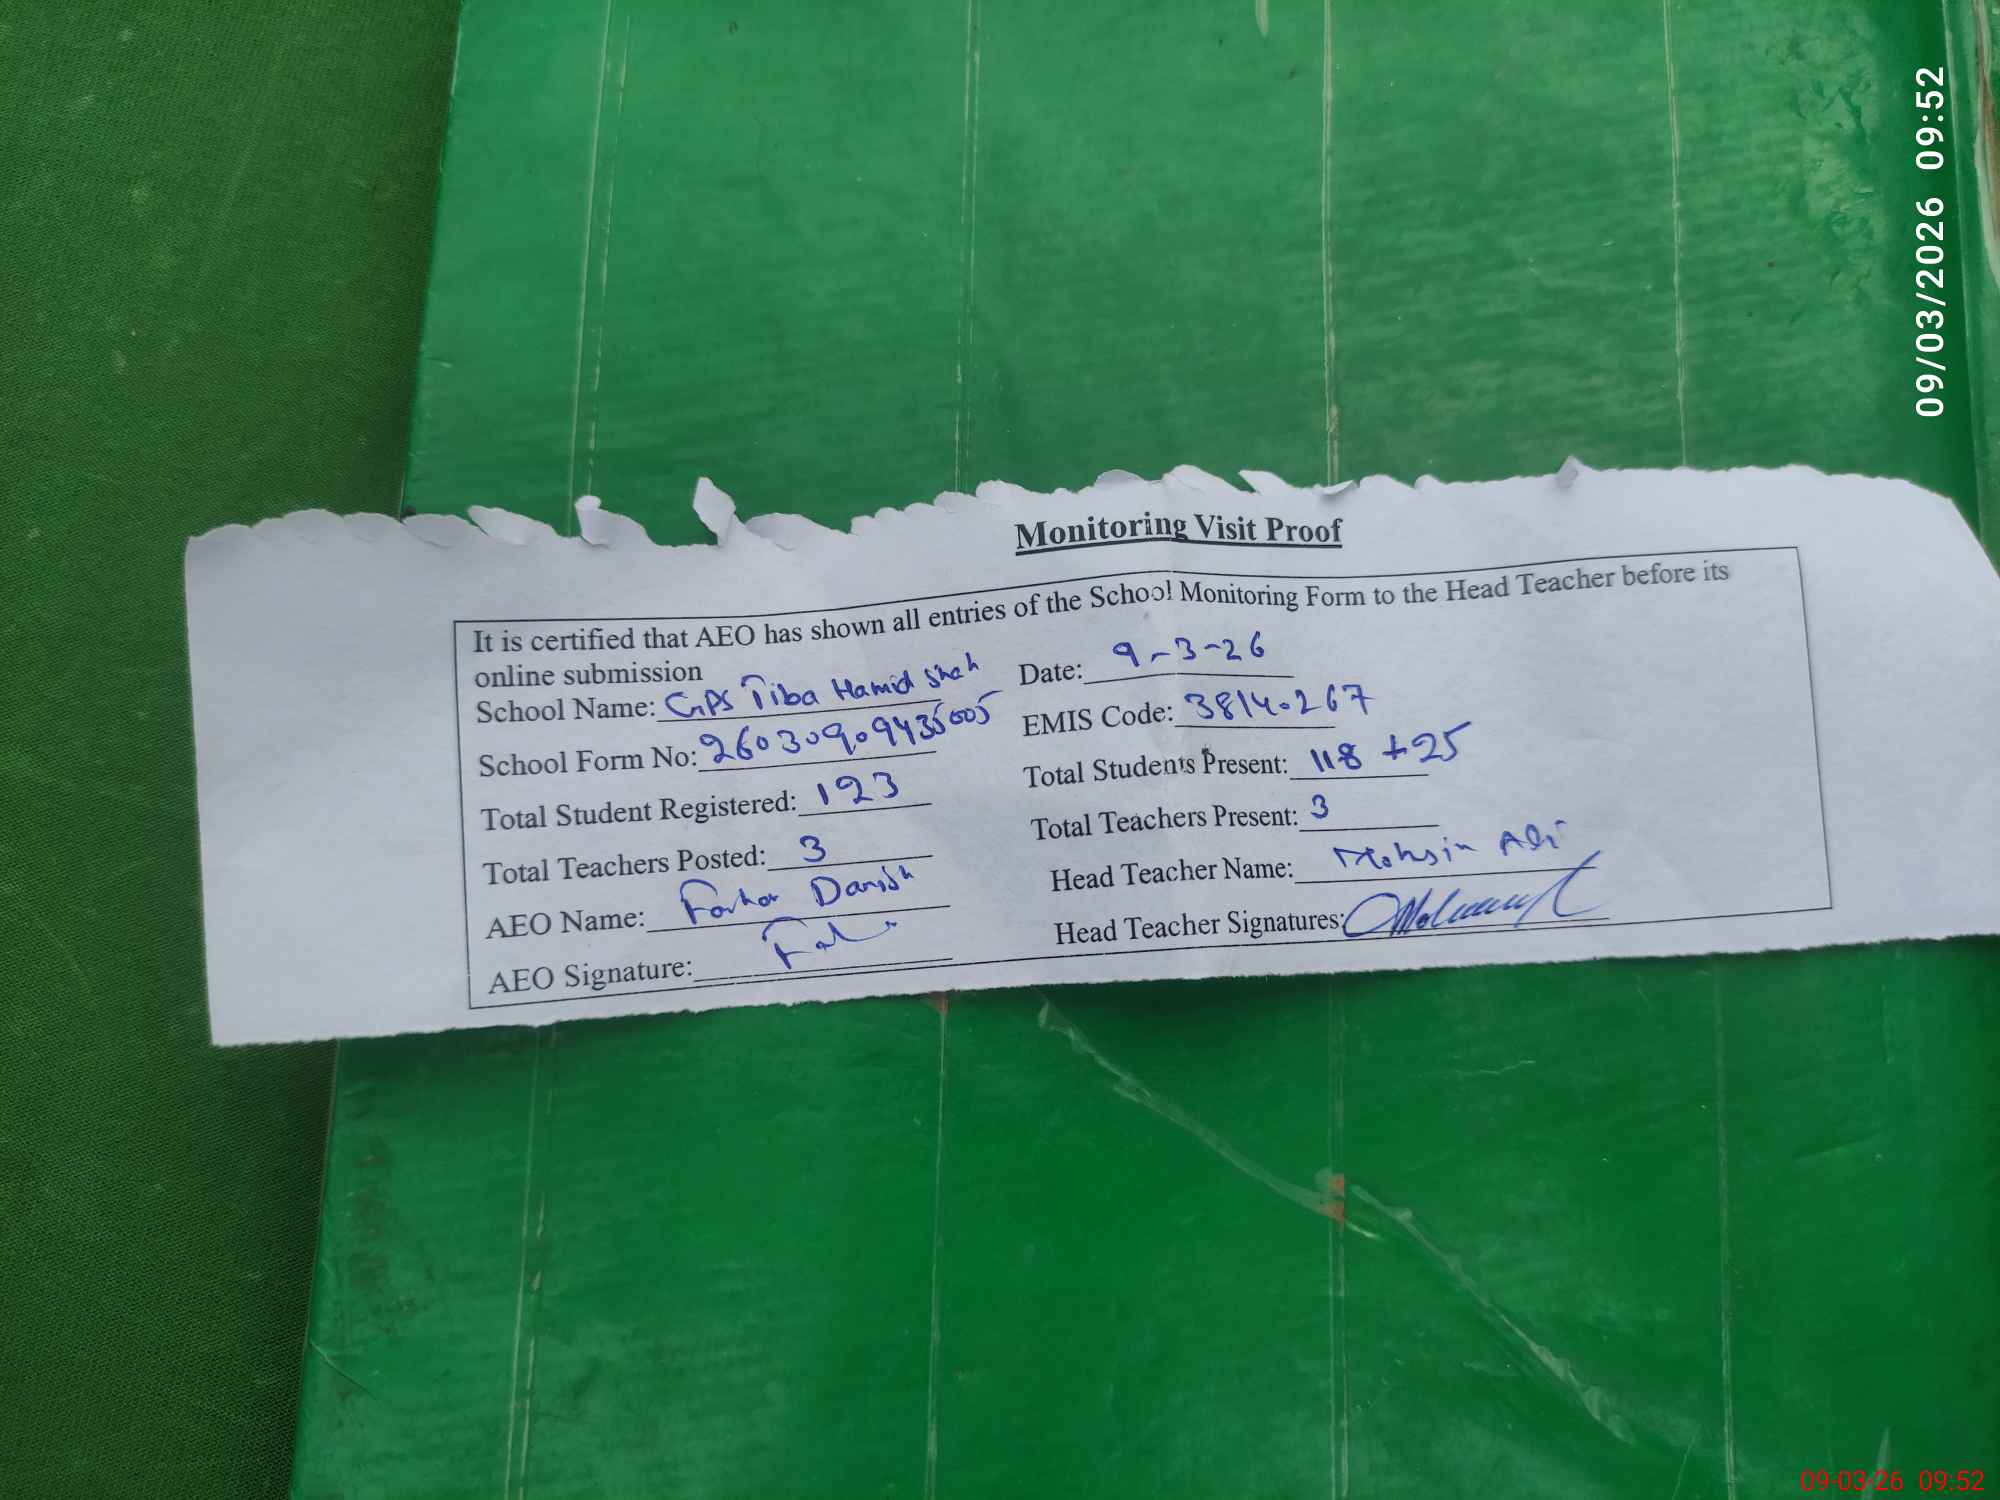 Monitoring Visit Proof
It is certified that AEO has shown all entries of the School Monitoring Form to the Head Teacher before its
online submission
School Name: GPS Tiba Hamid Shah Date: 9-3-26
School Form No: 26030909435005 EMIS Code: 38140267
Total Student Registered: 123 Total Students Present: 118 +25
Total Teachers Posted: 3 Total Teachers Present: 3
AEO Name: Danish Head Teacher Name: Mohsin Ali
AEO Signature: Head Teacher Signatures:
09/03/2026 09:52
09-03-26 09:52